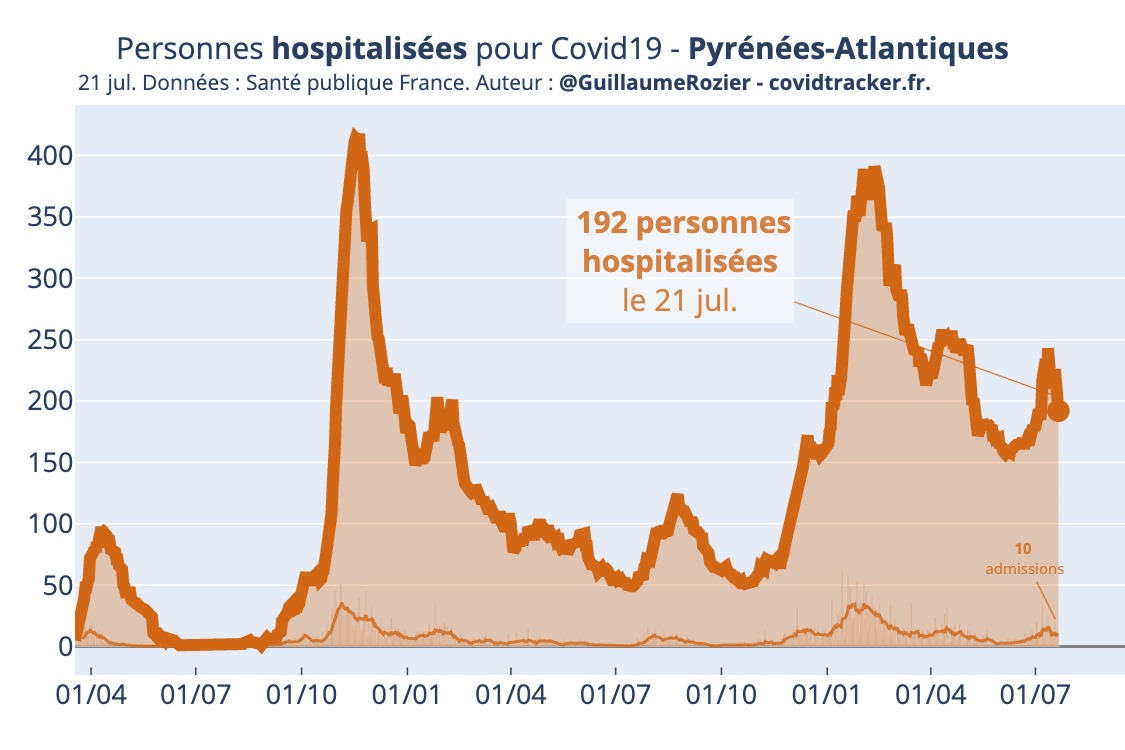 Personnes hospitalisées pour Covid19 - Pyrénées-Atlantiques
21 jul. Données : Santé publique France. Auteur : @GuillaumeRozier - covidtracker.fr.
400
350
300
250
200
150
100
50
0
192 personnes
hospitalisées
le 21 jul.
10
admissions
01/04 01/07 01/10 01/01 01/04 01/07 01/10 01/01 01/04 01/07